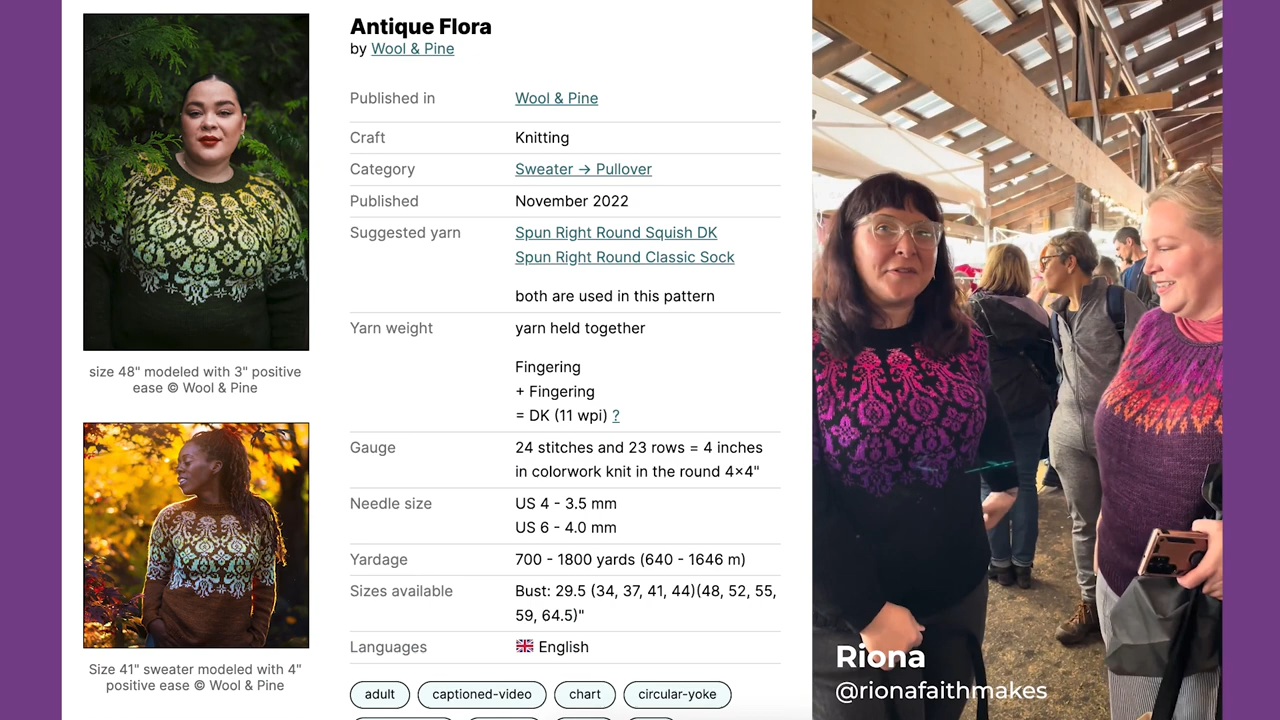 Antique Flora
by Wool & Pine
Published in Wool & Pine
Craft Knitting
Category Sweater → Pullover
Published November 2022
Suggested yarn Spun Right Round Squish DK
Spun Right Round Classic Sock
both are used in this pattern
Yarn weight yarn held together
Fingering
+ Fingering
= DK (11 wpi) ?
Gauge 24 stitches and 23 rows = 4 inches
in colorwork knit in the round 4×4"
Needle size US 4 - 3.5 mm
US 6 - 4.0 mm
Yardage 700 - 1800 yards (640 - 1646 m)
Sizes available Bust: 29.5 (34, 37, 41, 44)(48, 52, 55,
59, 64.5)"
Languages English
adult captioned-video chart circular-yoke
size 48" modeled with 3" positive
ease © Wool & Pine
Size 41" sweater modeled with 4"
positive ease © Wool & Pine
Riona
@rionafaithmakes